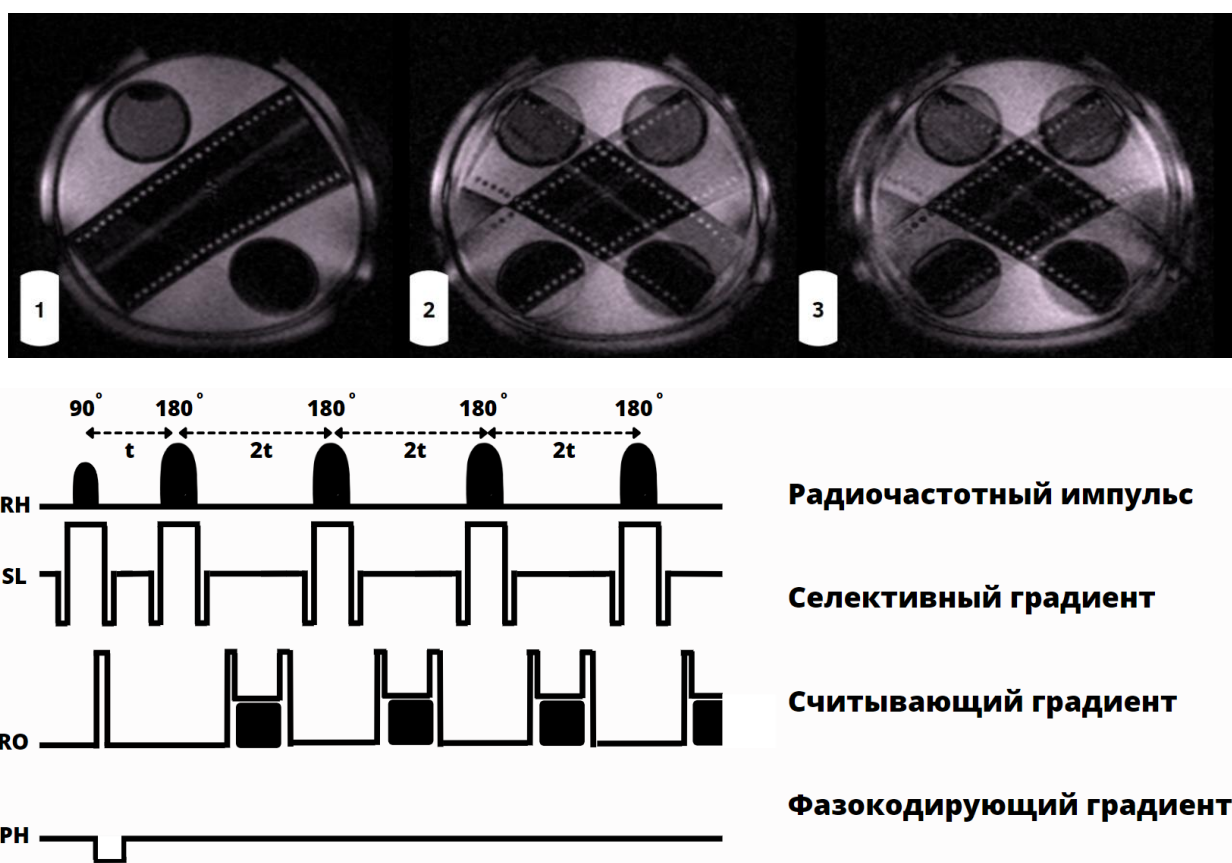 1
2
3
90° 180° 180° 180° 180°
t 2t 2t 2t
RH
Радиочастотный импульс
SL
Селективный градиент
RO
Считывающий градиент
PH
Фазокодирующий градиент